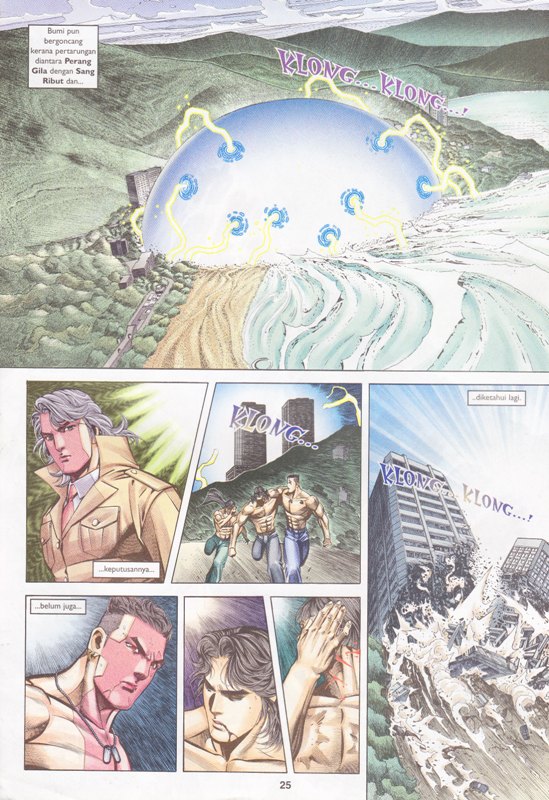 Bumi pun
bergoncang
kerana pertarungan
diantara Perang
Gila dengan Sang
Ribut dan...
KLONG... KLONG...!
...keputusannya...
KLONG...
...belum juga...
..diketahui lagi.
KLONG... KLONG...!
25